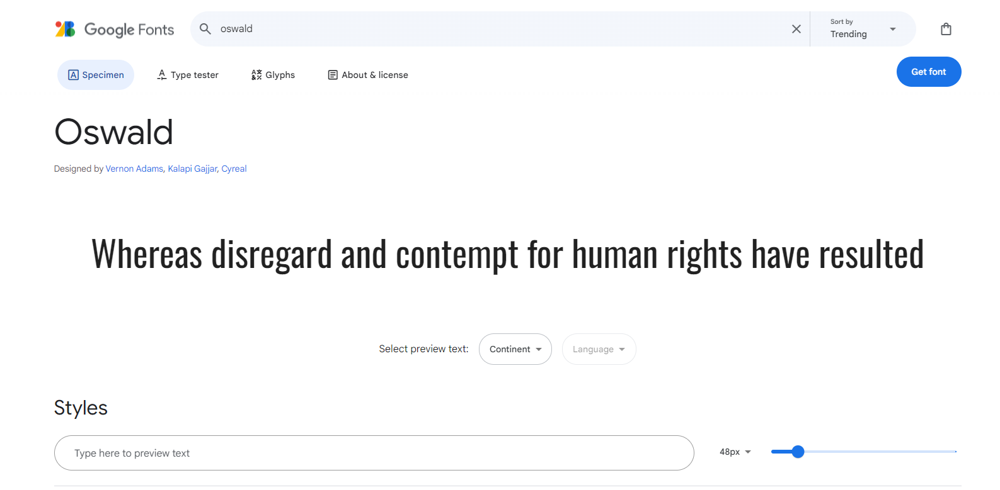 Google Fonts
oswald
Sort by
Trending
Specimen
Type tester
Glyphs
About & license
Get font
Oswald
Designed by Vernon Adams, Kalapi Gajjar, Cyreal
Whereas disregard and contempt for human rights have resulted
Select preview text:
Continent
Language
Styles
Type here to preview text
48px